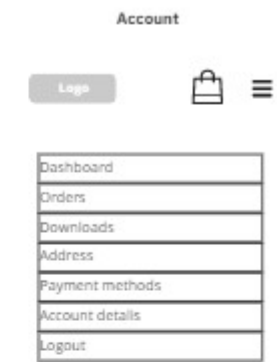 Account
Logo
Dashboard
Orders
Downloads
Address
Payment methods
Account details
Logout